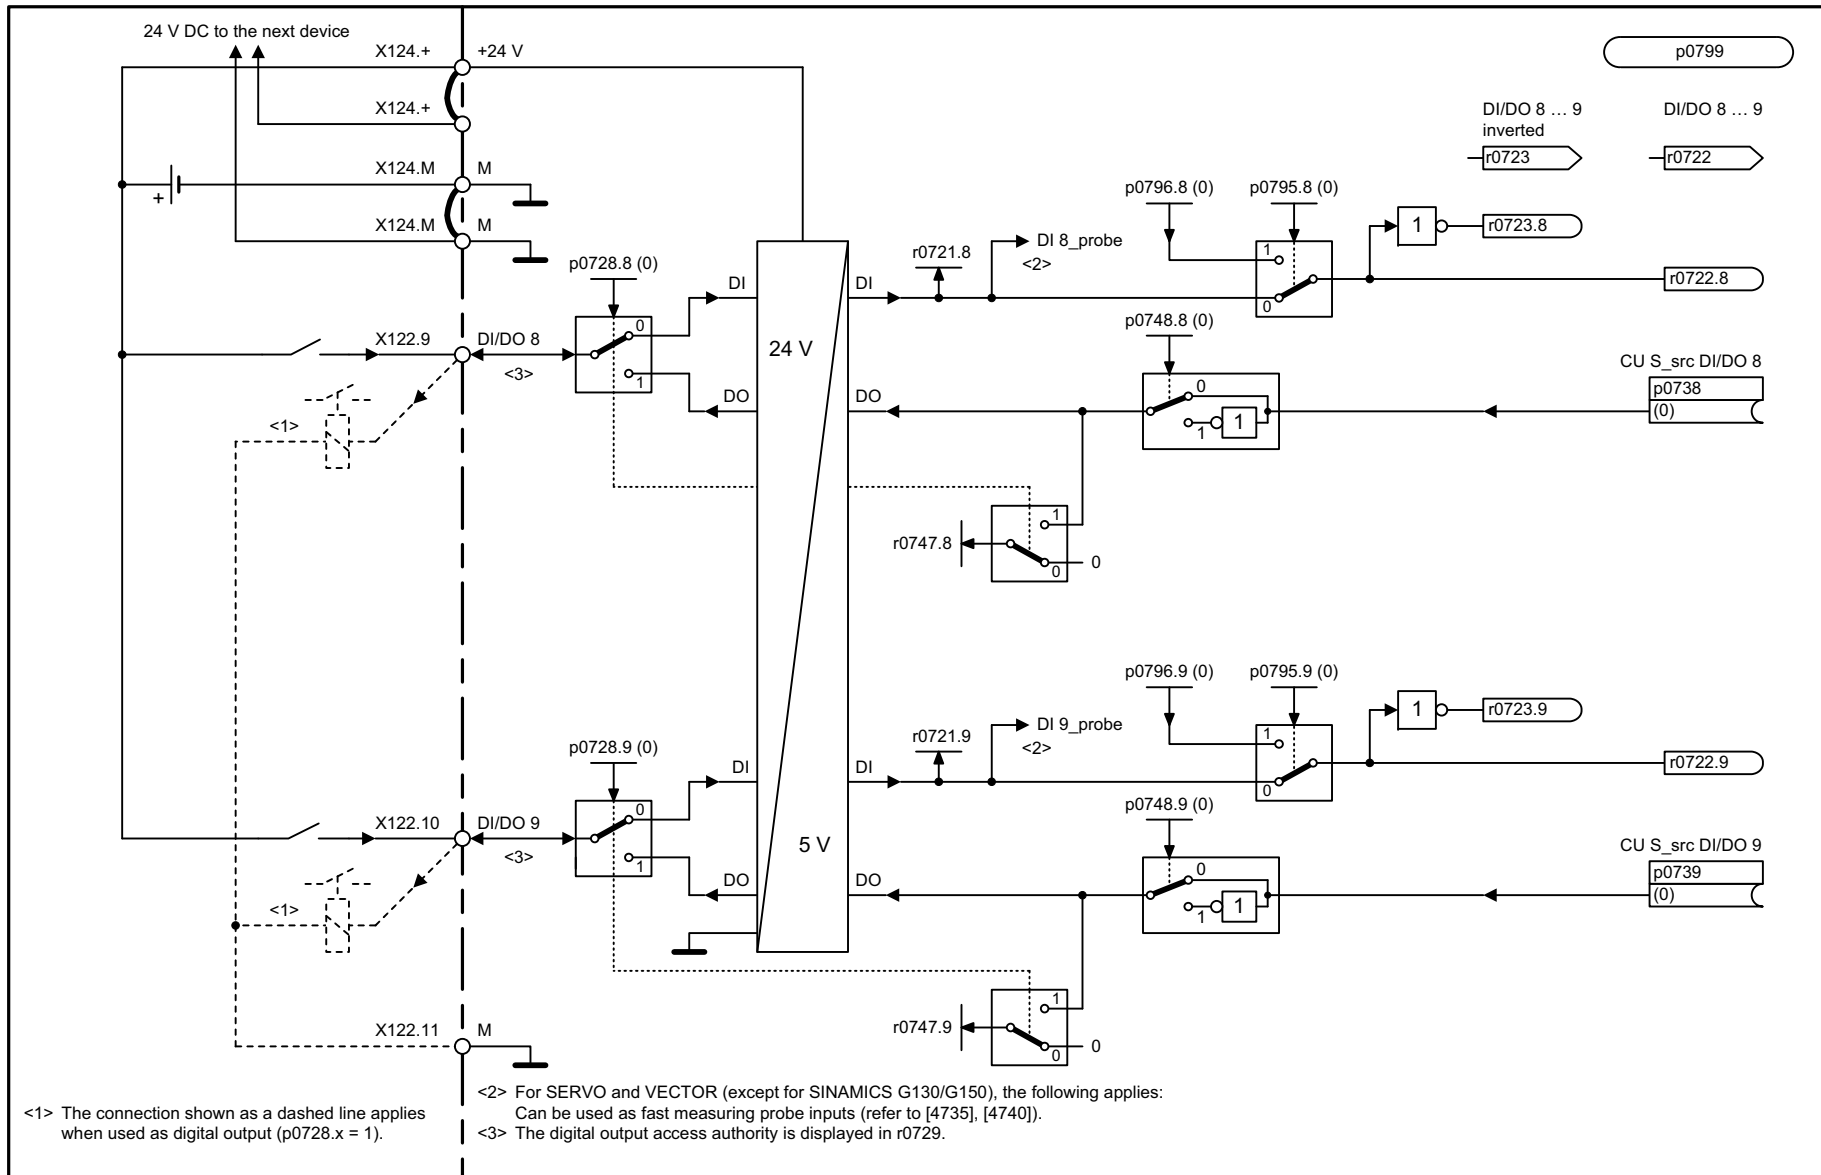 24 V DC to the next device
X124.+
+24 V
p0799
X124.+
DI/DO 8 … 9
inverted
DI/DO 8 … 9
r0723
r0722
X124.M
M
+
p0796.8 (0)
p0795.8 (0)
X124.M
M
1
r0723.8
p0728.8 (0)
r0721.8
DI 8_probe
<2>
1
0
r0722.8
DI
DI
p0748.8 (0)
X122.9
DI/DO 8
<3>
0
1
24 V
CU S_src DI/DO 8
p0738
(0)
DO
DO
0
1
1
<1>
r0747.8
1
0
0
p0796.9 (0)
p0795.9 (0)
1
r0723.9
p0728.9 (0)
r0721.9
DI 9_probe
<2>
1
0
r0722.9
DI
DI
p0748.9 (0)
X122.10
DI/DO 9
<3>
0
1
5 V
CU S_src DI/DO 9
p0739
(0)
DO
DO
0
1
1
<1>
r0747.9
1
0
0
X122.11
M
<1> The connection shown as a dashed line applies
when used as digital output (p0728.x = 1).
<2> For SERVO and VECTOR (except for SINAMICS G130/G150), the following applies:
Can be used as fast measuring probe inputs (refer to [4735], [4740]).
<3> The digital output access authority is displayed in r0729.